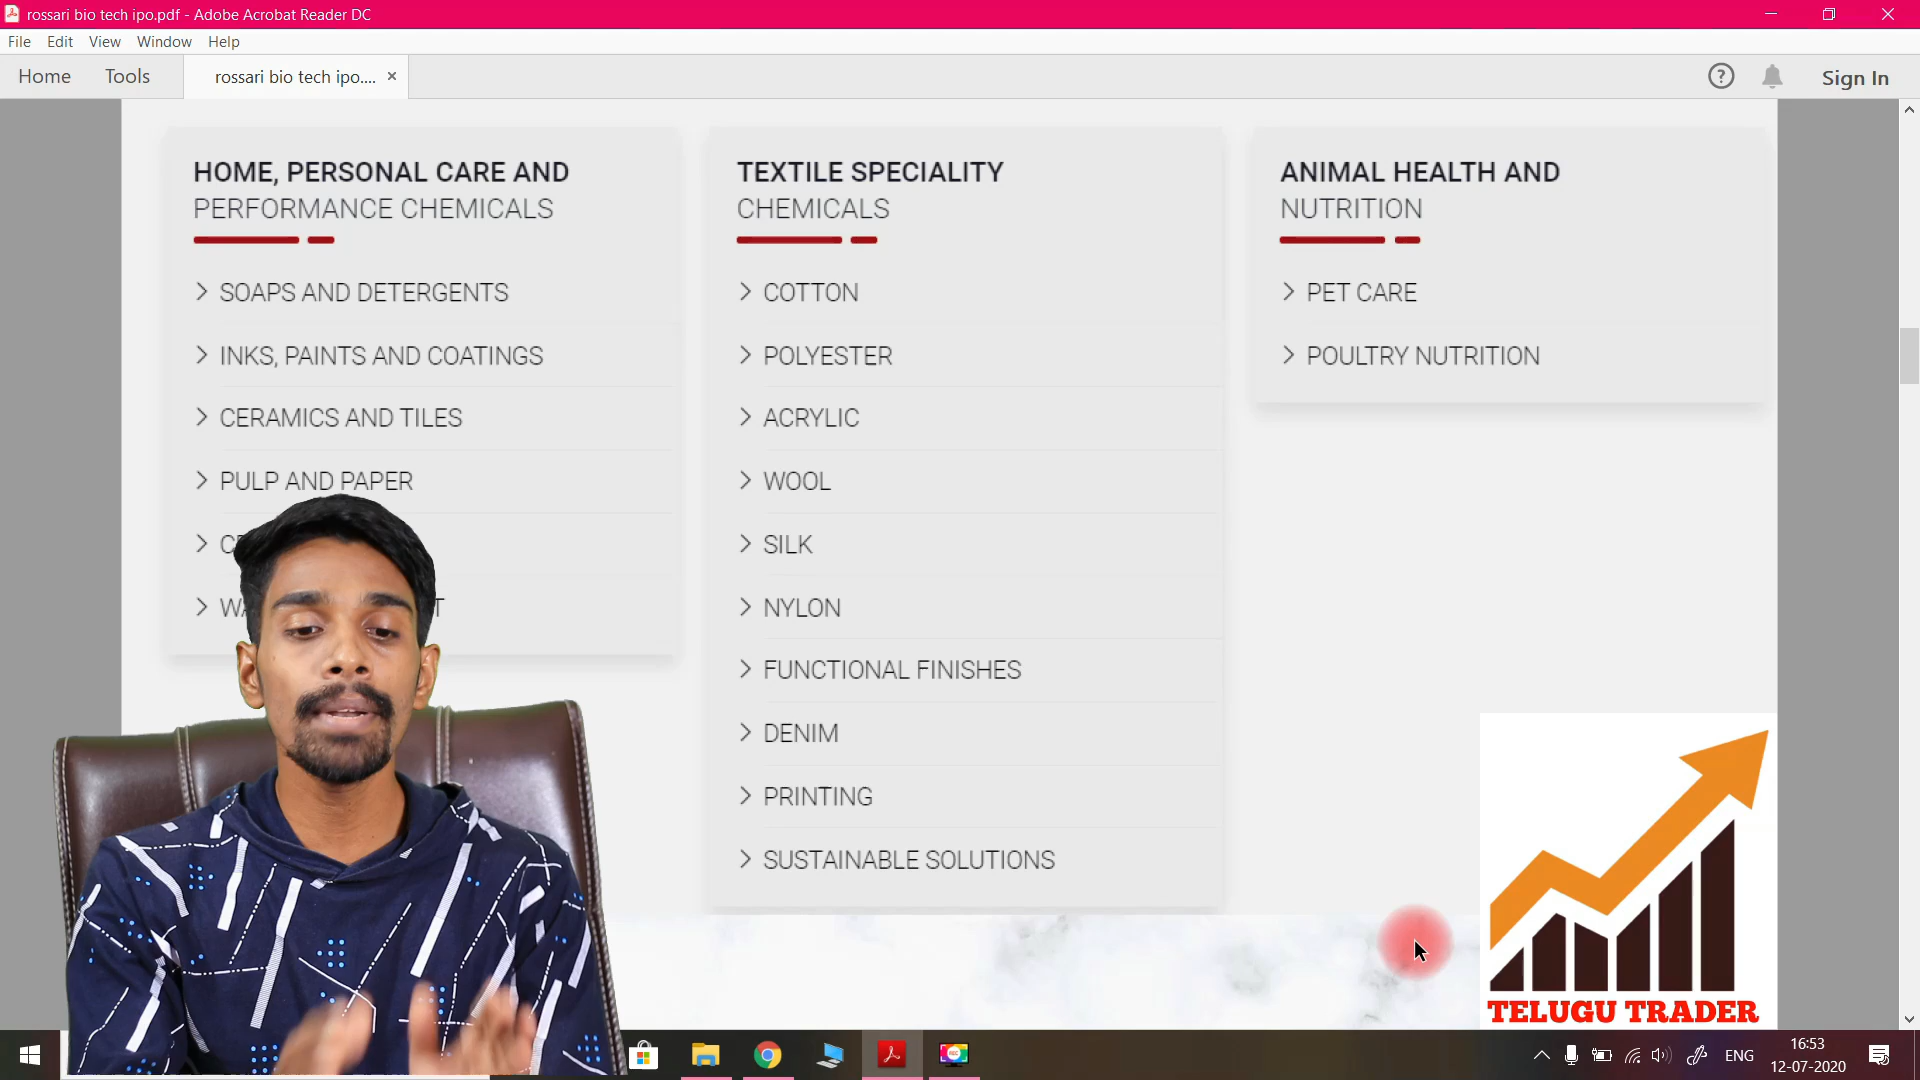 rossari bio tech ipo.pdf - Adobe Acrobat Reader DC
File Edit View Window Help
Home Tools rossari bio tech ipo.... × ? Sign In
HOME, PERSONAL CARE AND
PERFORMANCE CHEMICALS
SOAPS AND DETERGENTS
INKS, PAINTS AND COATINGS
CERAMICS AND TILES
PULP AND PAPER
TEXTILE SPECIALITY
CHEMICALS
COTTON
POLYESTER
ACRYLIC
WOOL
SILK
NYLON
FUNCTIONAL FINISHES
DENIM
PRINTING
SUSTAINABLE SOLUTIONS
ANIMAL HEALTH AND
NUTRITION
PET CARE
POULTRY NUTRITION
TELUGU TRADER
ENG
16:53
12-07-2020